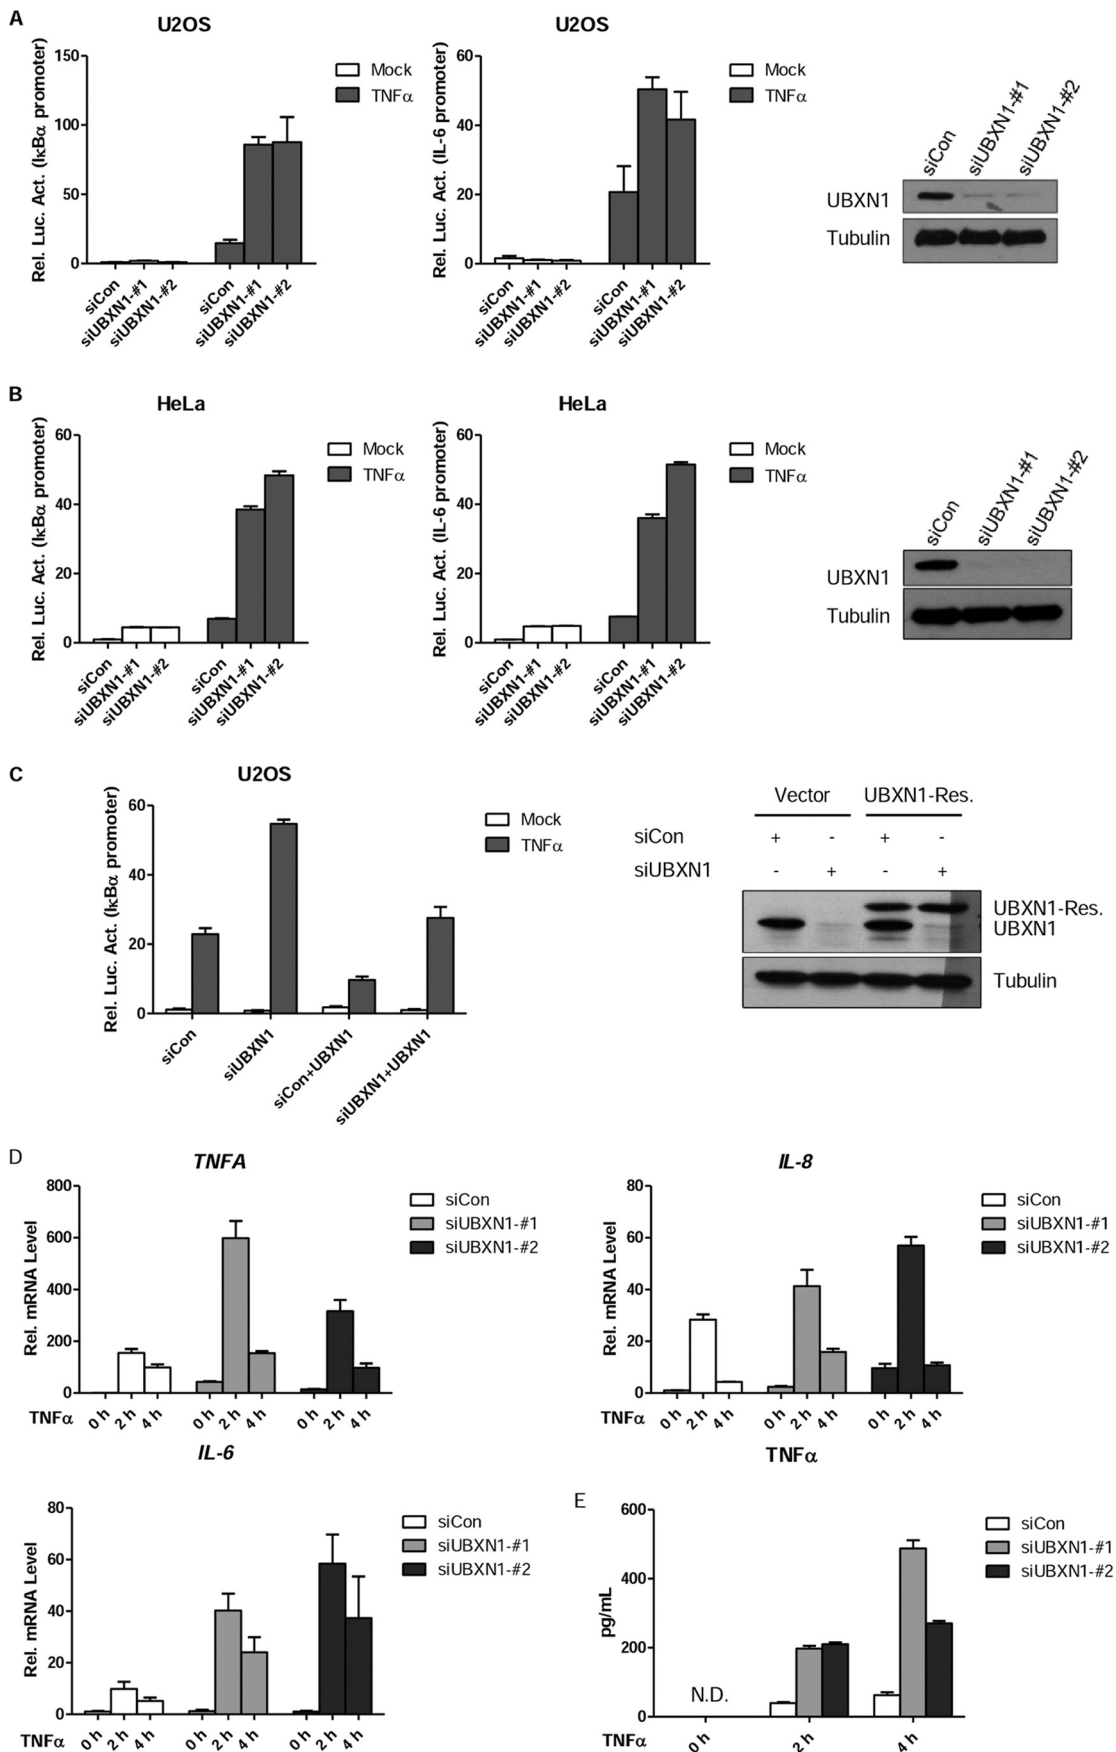 A
U2OS
Rel. Luc. Act. (IκBα promoter)
150
100
50
0
Mock
TNFα
siCon
siUBXN1-#1
siUBXN1-#2
siCon
siUBXN1-#1
siUBXN1-#2
U2OS
Rel. Luc. Act. (IL-6 promoter)
60
40
20
0
Mock
TNFα
siCon
siUBXN1-#1
siUBXN1-#2
siCon
siUBXN1-#1
siUBXN1-#2
siCon
siUBXN1-#1
siUBXN1-#2
UBXN1
Tubulin
B
HeLa
Rel. Luc. Act. (IκBα promoter)
60
40
20
0
Mock
TNFα
siCon
siUBXN1-#1
siUBXN1-#2
siCon
siUBXN1-#1
siUBXN1-#2
HeLa
Rel. Luc. Act. (IL-6 promoter)
60
40
20
0
Mock
TNFα
siCon
siUBXN1-#1
siUBXN1-#2
siCon
siUBXN1-#1
siUBXN1-#2
siCon
siUBXN1-#1
siUBXN1-#2
UBXN1
Tubulin
C
U2OS
Rel. Luc. Act. (IκBα promoter)
60
40
20
0
Mock
TNFα
siCon
siUBXN1
siCon+UBXN1
siUBXN1+UBXN1
Vector UBXN1-Res.
siCon + - + -
siUBXN1 - + - +
UBXN1-Res.
UBXN1
Tubulin
D
TNFA
Rel. mRNA Level
800
600
400
200
0
siCon
siUBXN1-#1
siUBXN1-#2
TNFα 0 h 2 h 4 h 0 h 2 h 4 h 0 h 2 h 4 h
IL-8
Rel. mRNA Level
80
60
40
20
0
siCon
siUBXN1-#1
siUBXN1-#2
TNFα 0 h 2 h 4 h 0 h 2 h 4 h 0 h 2 h 4 h
IL-6
Rel. mRNA Level
80
60
40
20
0
siCon
siUBXN1-#1
siUBXN1-#2
TNFα 0 h 2 h 4 h 0 h 2 h 4 h 0 h 2 h 4 h
E
TNFα
pg/mL
600
400
200
0
N.D.
siCon
siUBXN1-#1
siUBXN1-#2
TNFα 0 h 2 h 4 h